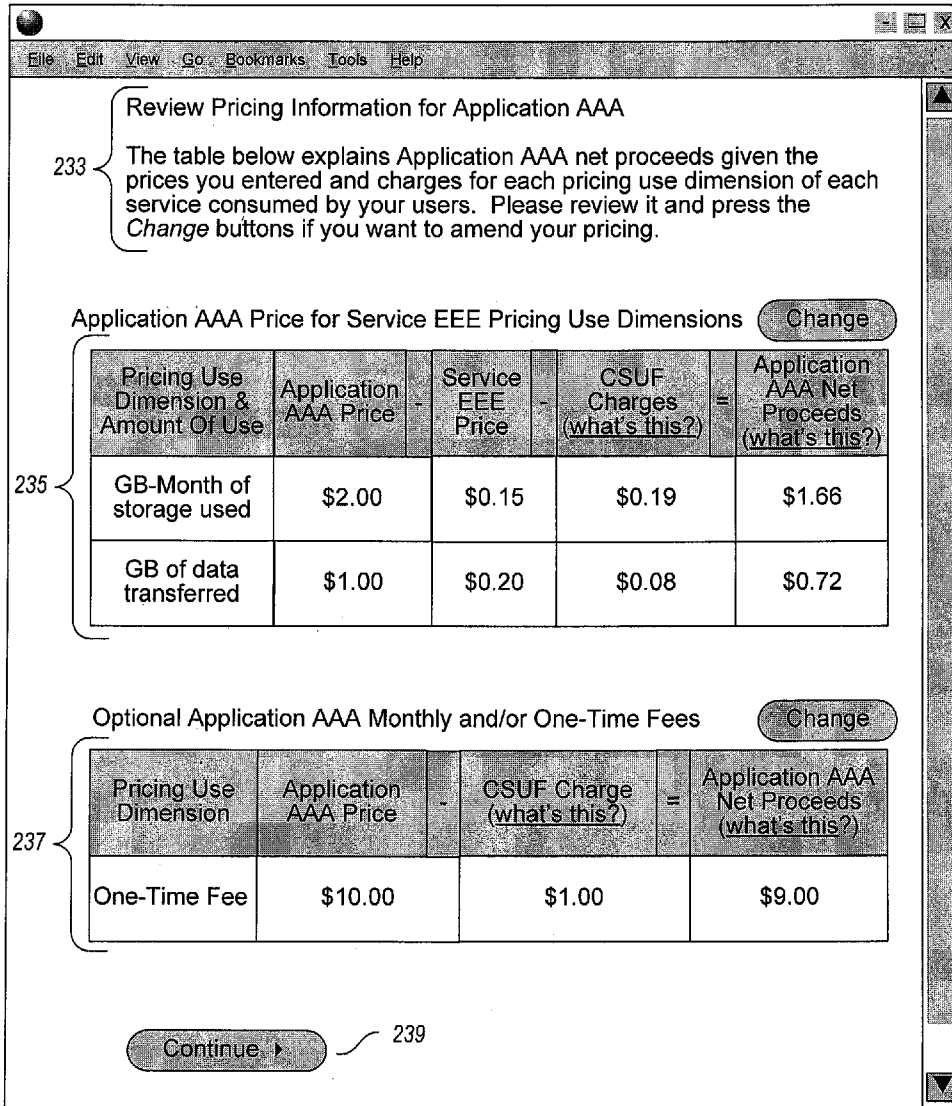 - X
File Edit View Go Bookmarks Tools Help
Review Pricing Information for Application AAA
233
The table below explains Application AAA net proceeds given the
prices you entered and charges for each pricing use dimension of each
service consumed by your users. Please review it and press the
Change buttons if you want to amend your pricing.
Application AAA Price for Service EEE Pricing Use Dimensions
Change
235
Pricing Use
Dimension &
Amount Of Use
Application
AAA Price
-
Service
EEE
Price
-
CSUF
Charges
(what's this?)
=
Application
AAA Net
Proceeds
(what's this?)
GB-Month of
storage used
$2.00
$0.15
$0.19
$1.66
GB of data
transferred
$1.00
$0.20
$0.08
$0.72
Optional Application AAA Monthly and/or One-Time Fees
Change
237
Pricing Use
Dimension
Application
AAA Price
-
CSUF Charge
(what's this?)
=
Application AAA
Net Proceeds
(what's this?)
One-Time Fee
$10.00
$1.00
$9.00
Continue
239